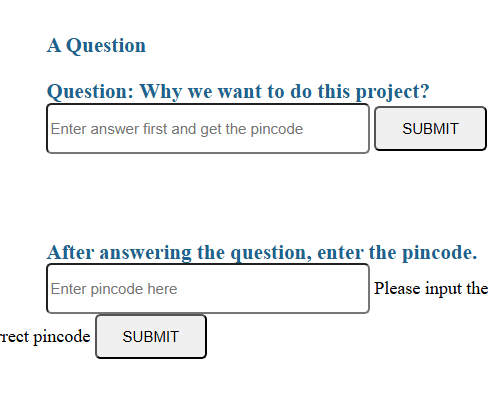 A Question
Question: Why we want to do this project?
Enter answer first and get the pincode SUBMIT
After answering the question, enter the pincode.
Enter pincode here Please input the
pincode SUBMIT